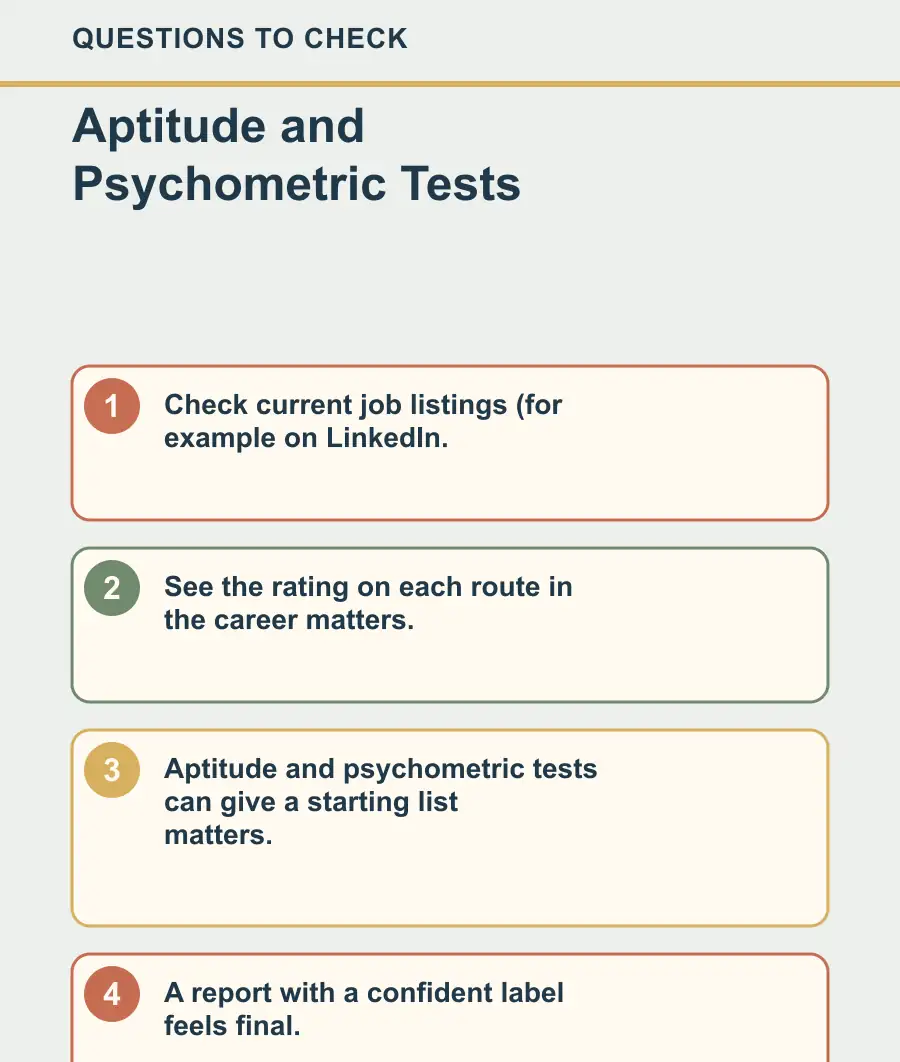 QUESTIONS TO CHECK
Aptitude and
Psychometric Tests
1
Check current job listings (for
example on LinkedIn.
2
See the rating on each route in
the career matters.
3
Aptitude and psychometric tests
can give a starting list
matters.
4
A report with a confident label
feels final.